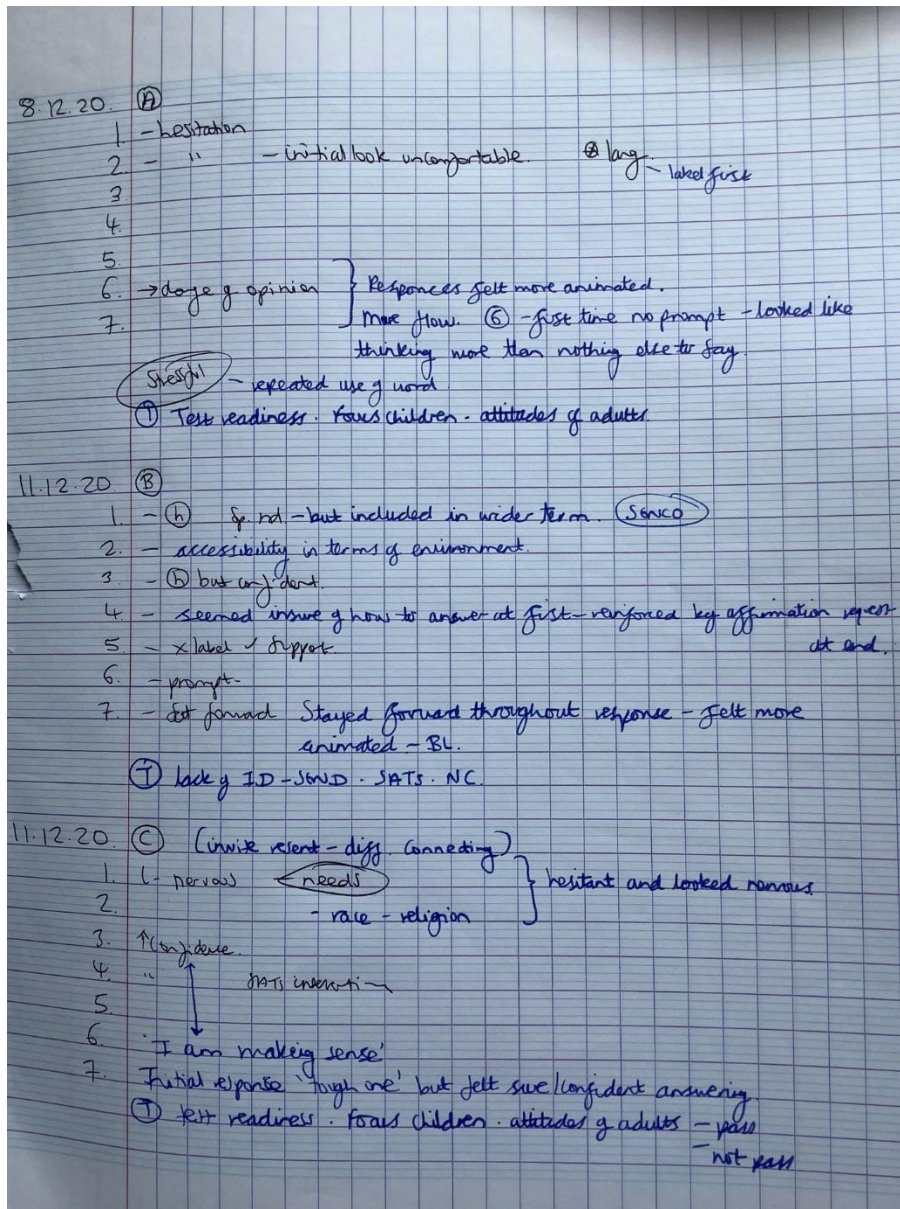 8.12.20. Ⓐ
1. - hesitation
2. - " - initial look uncomfortable. lang.
- label first
3.
4.
5.
6. → of opinion } Responces felt more animated.
7. More flow. ⑥ - first time no prompt - looked like
thinking more than nothing else to say
Stressful - repeated use of word
Ⓣ Test readiness. Focus children - attitudes of adults
11.12.20 Ⓑ
1. - ⓗ - but included in wider term. SENCO
2. - accessibility in terms of environment.
3. - ⓗ but confident.
4. - seemed insure of how to answer at first - reinforced by affirmation request
at end.
5. - x label ✓ support
6. - prompt -
7. - forward Stayed forward throughout response - felt more
animated - BL.
Ⓣ lack of ID - SEND. SATs. NC.
11.12.20. Ⓒ (invite resent - diff. connecting)
1. - nervous needs } hesitant and looked nervous
2. - race - religion
3. ↑ Confidence.
4. " SATs
5.
6. 'I am making sense'
7. Initial response 'tough one' but felt sure/confident answering
Ⓣ test readiness. Focus children. attitudes of adults - pass
- not pass